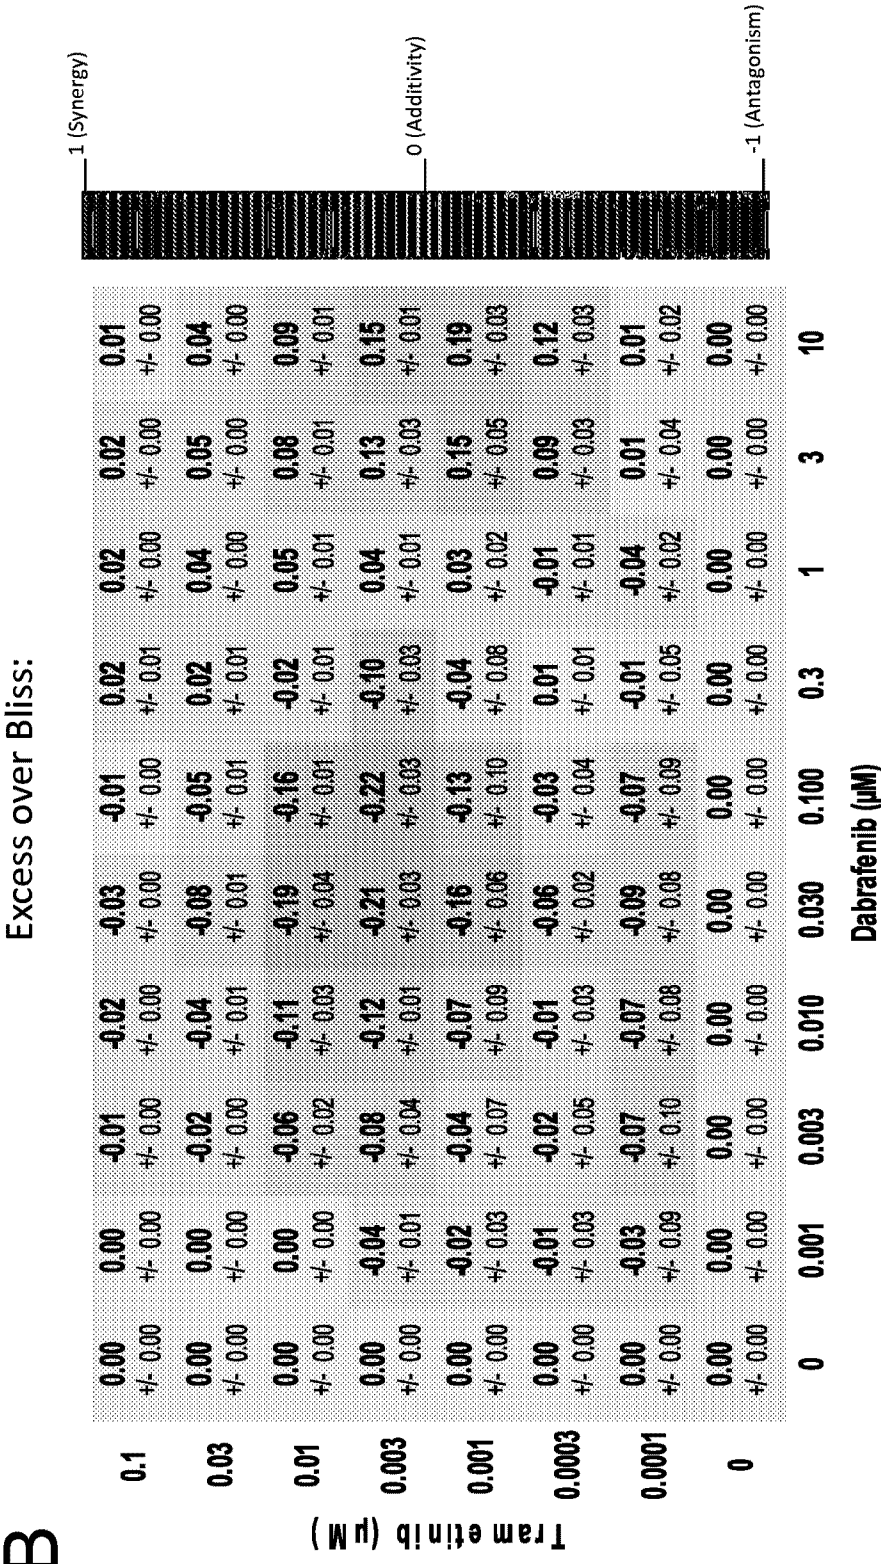 B
Excess over Bliss:
Trametinib (µM)
0.1 0.00 0.00 -0.01 -0.02 -0.03 -0.01 0.02 0.02 0.02 0.01
+/- 0.00 +/- 0.00 +/- 0.00 +/- 0.00 +/- 0.00 +/- 0.00 +/- 0.01 +/- 0.00 +/- 0.00 +/- 0.00
0.03 0.00 0.00 -0.02 -0.04 -0.08 -0.05 0.02 0.04 0.05 0.04
+/- 0.00 +/- 0.00 +/- 0.00 +/- 0.01 +/- 0.01 +/- 0.01 +/- 0.01 +/- 0.00 +/- 0.00 +/- 0.00
0.01 0.00 0.00 -0.06 -0.11 -0.19 -0.16 -0.02 0.05 0.08 0.09
+/- 0.00 +/- 0.00 +/- 0.02 +/- 0.03 +/- 0.04 +/- 0.01 +/- 0.01 +/- 0.01 +/- 0.01 +/- 0.01
0.003 0.00 -0.04 -0.08 -0.12 -0.21 -0.22 -0.10 0.04 0.13 0.15
+/- 0.00 +/- 0.01 +/- 0.04 +/- 0.01 +/- 0.03 +/- 0.03 +/- 0.03 +/- 0.01 +/- 0.03 +/- 0.01
0.001 0.00 -0.02 -0.04 -0.07 -0.16 -0.13 -0.04 0.03 0.15 0.19
+/- 0.00 +/- 0.03 +/- 0.07 +/- 0.09 +/- 0.06 +/- 0.10 +/- 0.08 +/- 0.02 +/- 0.05 +/- 0.03
0.0003 0.00 -0.01 -0.02 -0.01 -0.06 -0.03 0.01 -0.01 0.09 0.12
+/- 0.00 +/- 0.03 +/- 0.05 +/- 0.03 +/- 0.02 +/- 0.04 +/- 0.01 +/- 0.01 +/- 0.03 +/- 0.03
0.0001 0.00 -0.03 -0.07 -0.07 -0.09 -0.07 -0.01 -0.04 0.01 0.01
+/- 0.00 +/- 0.09 +/- 0.10 +/- 0.08 +/- 0.08 +/- 0.09 +/- 0.05 +/- 0.02 +/- 0.04 +/- 0.02
0 0.00 0.00 0.00 0.00 0.00 0.00 0.00 0.00 0.00 0.00
+/- 0.00 +/- 0.00 +/- 0.00 +/- 0.00 +/- 0.00 +/- 0.00 +/- 0.00 +/- 0.00 +/- 0.00 +/- 0.00
0 0.001 0.003 0.010 0.030 0.100 0.3 1 3 10
Dabrafenib (µM)
1 (Synergy)
0 (Additivity)
-1 (Antagonism)